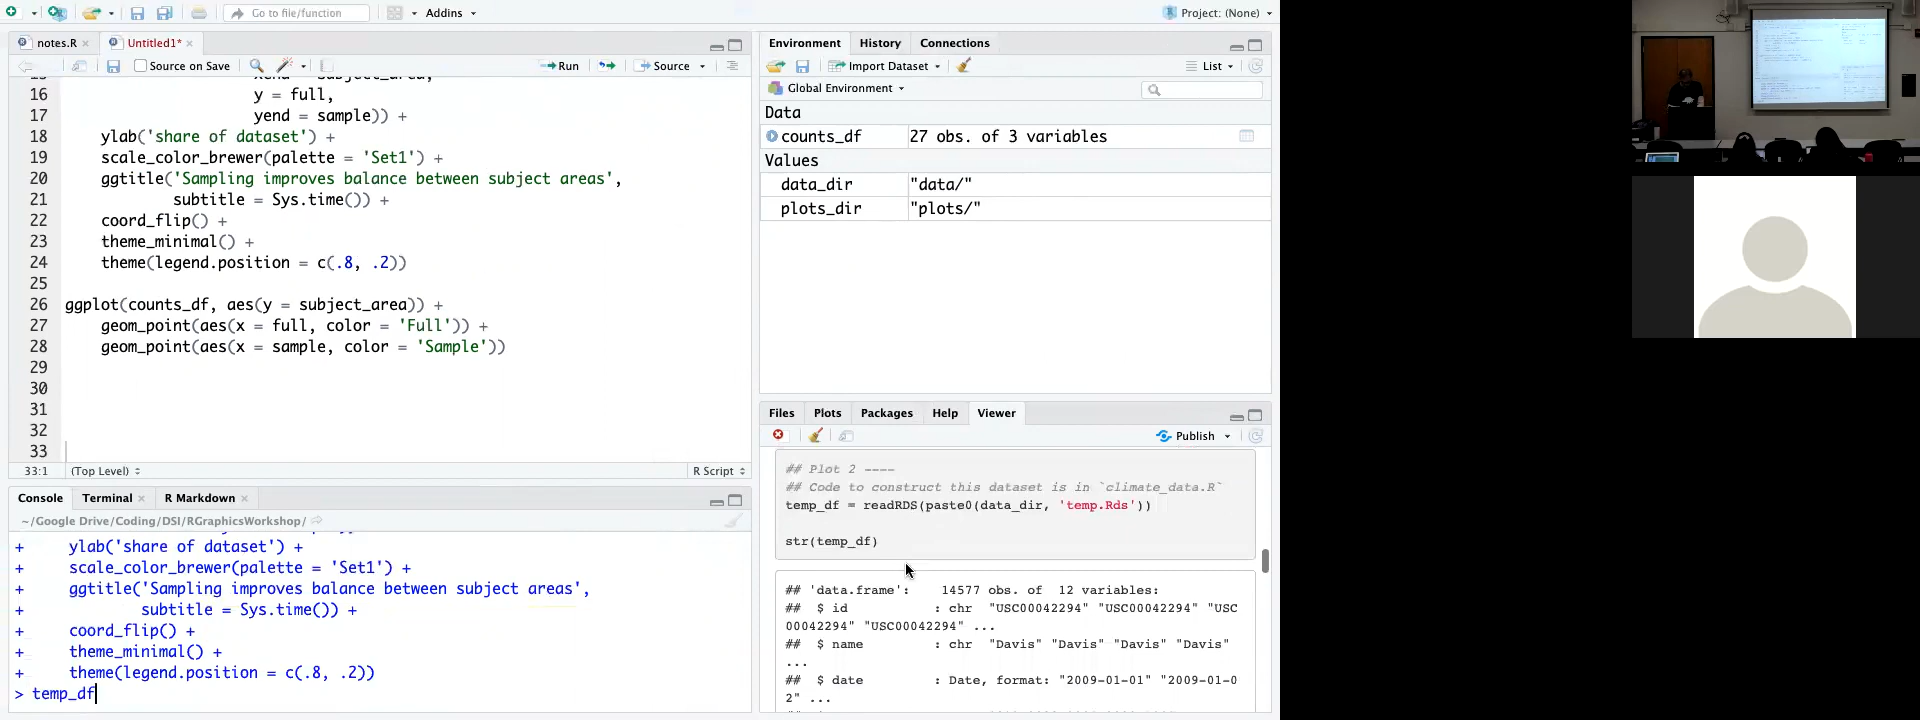 Go to file/function
Addins
Project: (None)
notes.R
Untitled1*
Source on Save
Run
Source
16 y = full,
17 yend = sample)) +
18 ylab('share of dataset') +
19 scale_color_brewer(palette = 'Set1') +
20 ggtitle('Sampling improves balance between subject areas',
21 subtitle = Sys.time()) +
22 coord_flip() +
23 theme_minimal() +
24 theme(legend.position = c(.8, .2))
25
26 ggplot(counts_df, aes(y = subject_area)) +
27 geom_point(aes(x = full, color = 'Full')) +
28 geom_point(aes(x = sample, color = 'Sample'))
29
30
31
32
33
33:1 (Top Level) R Script
Console Terminal R Markdown
~/Google Drive/Coding/DSI/RGraphicsWorkshop/
+ ylab('share of dataset') +
+ scale_color_brewer(palette = 'Set1') +
+ ggtitle('Sampling improves balance between subject areas',
+ subtitle = Sys.time()) +
+ coord_flip() +
+ theme_minimal() +
+ theme(legend.position = c(.8, .2))
> temp_df
Environment History Connections
Import Dataset List
Global Environment
Data
counts_df 27 obs. of 3 variables
Values
data_dir "data/"
plots_dir "plots/"
Files Plots Packages Help Viewer
Publish
## Plot 2 ----
## Code to construct this dataset is in `climate_data.R`
temp_df = readRDS(paste0(data_dir, 'temp.Rds'))
str(temp_df)
## 'data.frame': 14577 obs. of 12 variables:
## $ id : chr "USC00042294" "USC00042294" "USC
00042294" "USC00042294" ...
## $ name : chr "Davis" "Davis" "Davis" "Davis"
...
## $ date : Date, format: "2009-01-01" "2009-01-0
2" ...